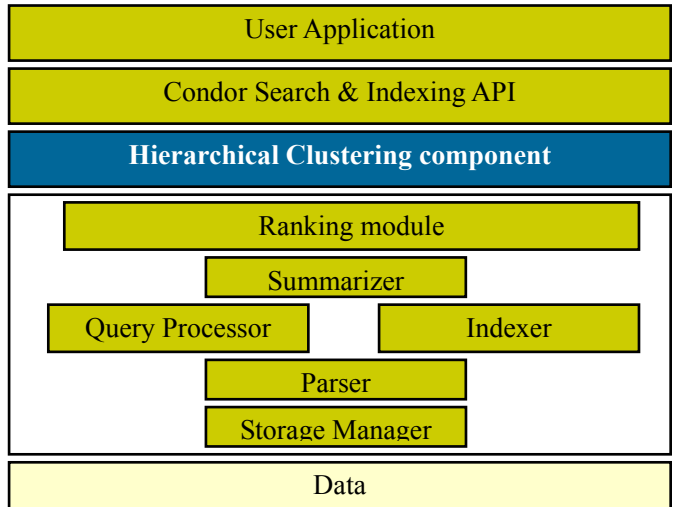 User Application
Condor Search & Indexing API
Hierarchical Clustering component
Ranking module
Summarizer
Query Processor
Indexer
Parser
Storage Manager
Data